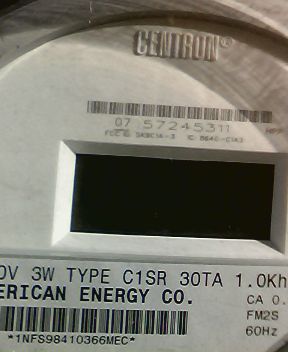 CENTRON®
07 57245311
0V 3W TYPE C1SR 30TA 1.0Kh
ERICAN ENERGY CO.
CA 0.
FM2S
60Hz
*1NFS98410366MEC*